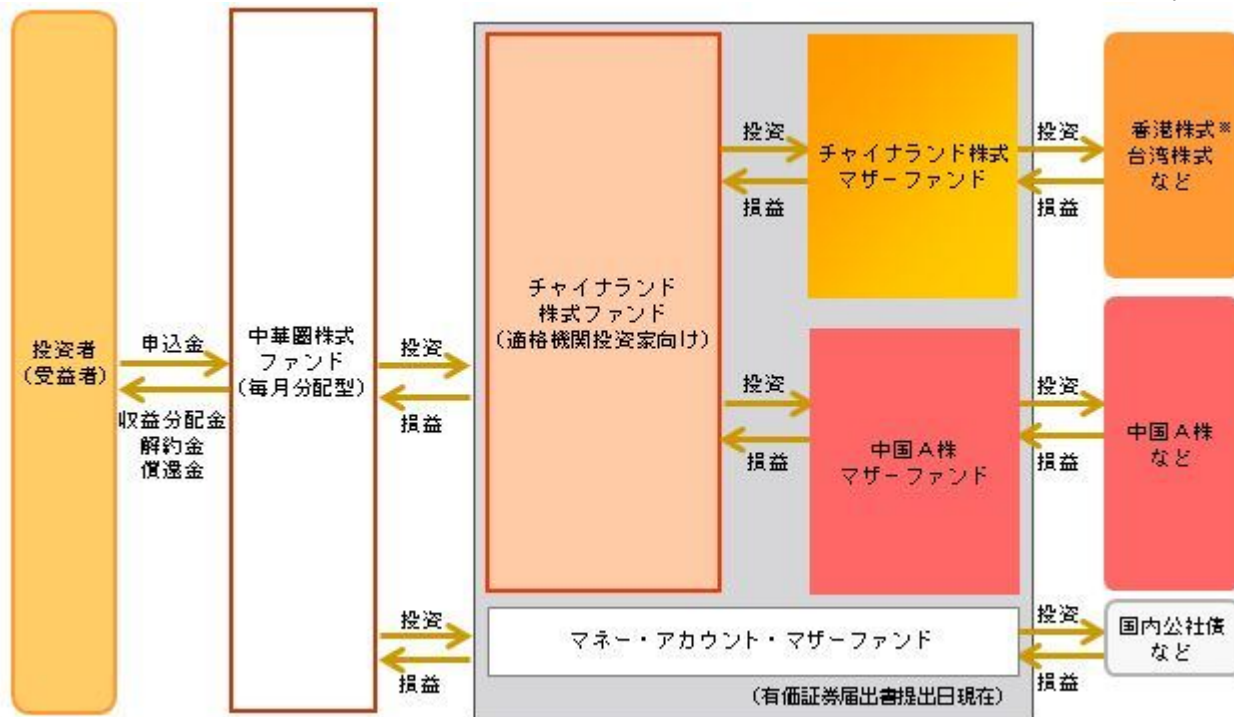 投資者
(受益者)
申込金
収益分配金
解約金
償還金
中華圏株式
ファンド
(毎月分配型)
投資
損益
投資
損益
チャイナランド
株式ファンド
(適格機関投資家向け)
投資
損益
チャイナランド株式
マザーファンド
投資
損益
香港株式※
台湾株式
など
投資
損益
中国A株
マザーファンド
投資
損益
中国A株
など
マネー・アカウント・マザーファンド
投資
損益
国内公社債
など
(有価証券届出書提出日現在)